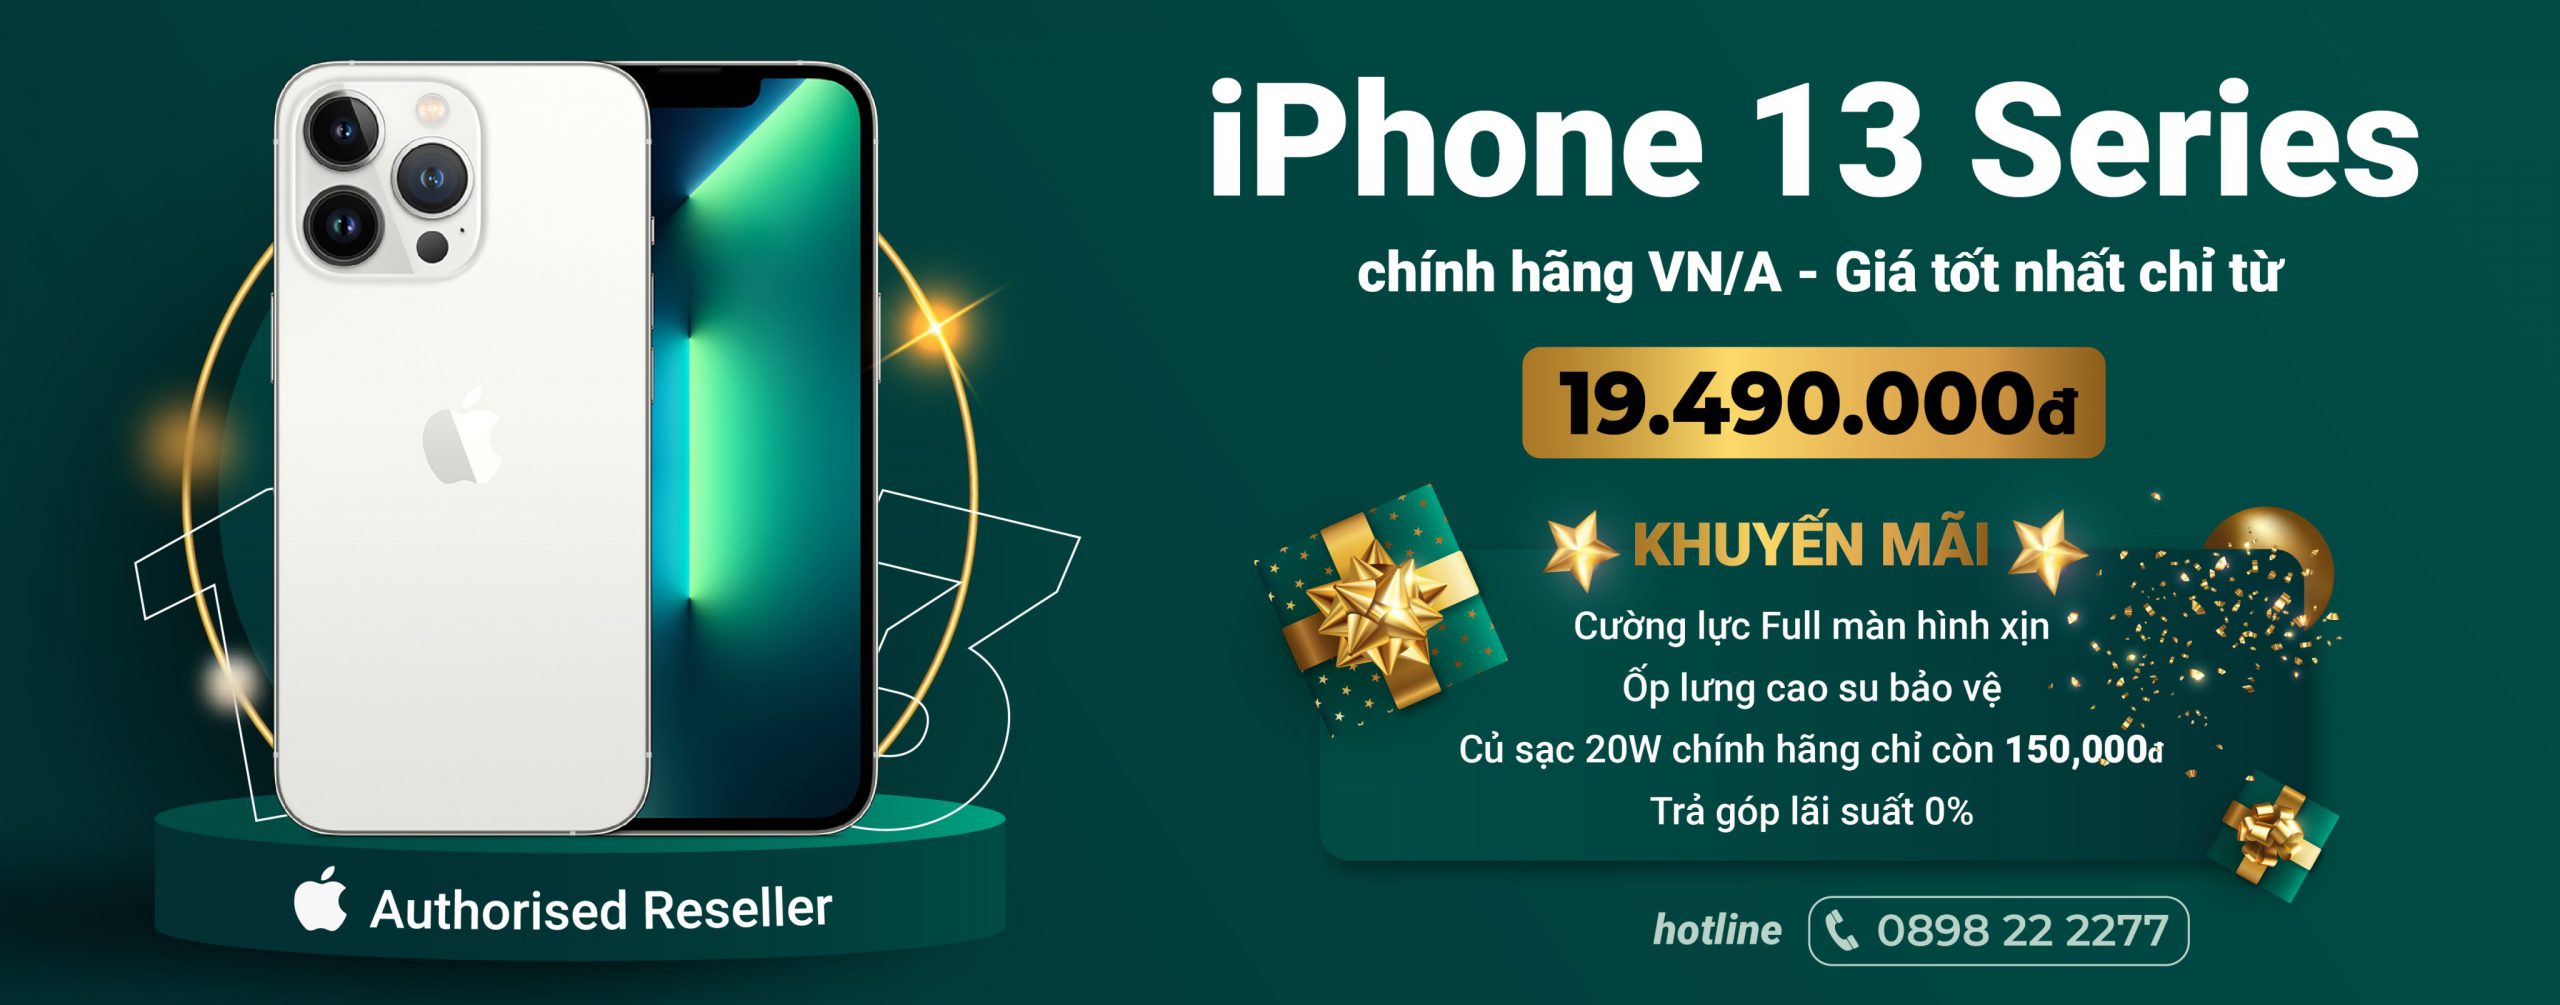 iPhone 13 Series
chính hãng VN/A - Giá tốt nhất chỉ từ
19.490.000đ
KHUYẾN MÃI
Cường lực Full màn hình xịn
Ốp lưng cao su bảo vệ
Củ sạc 20W chính hãng chỉ còn 150,000đ
Trả góp lãi suất 0%
hotline 0898 22 2277
13
Authorised Reseller